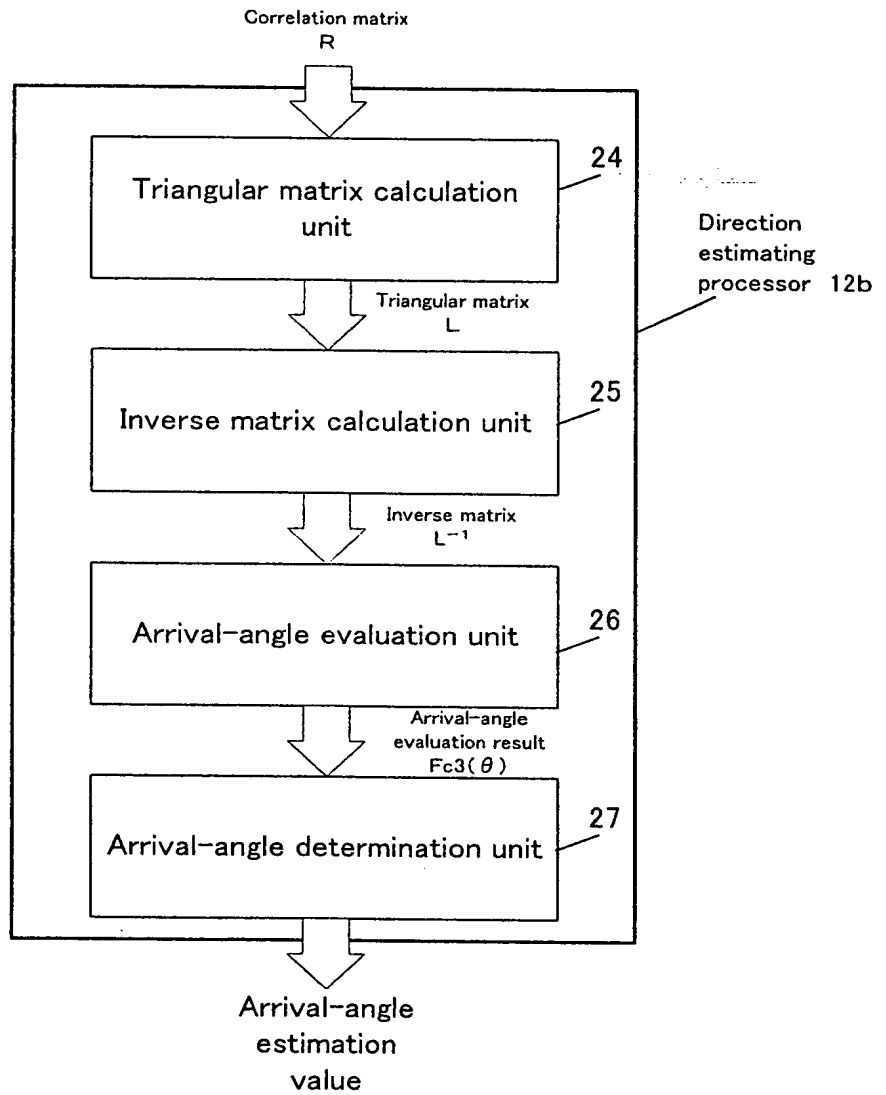 Correlation matrix
R
24
Triangular matrix calculation
unit
Direction
estimating
processor 12b
Triangular matrix
L
25
Inverse matrix calculation unit
Inverse matrix
L⁻¹
26
Arrival-angle evaluation unit
Arrival-angle
evaluation result
Fc3(θ)
27
Arrival-angle determination unit
Arrival-angle
estimation
value